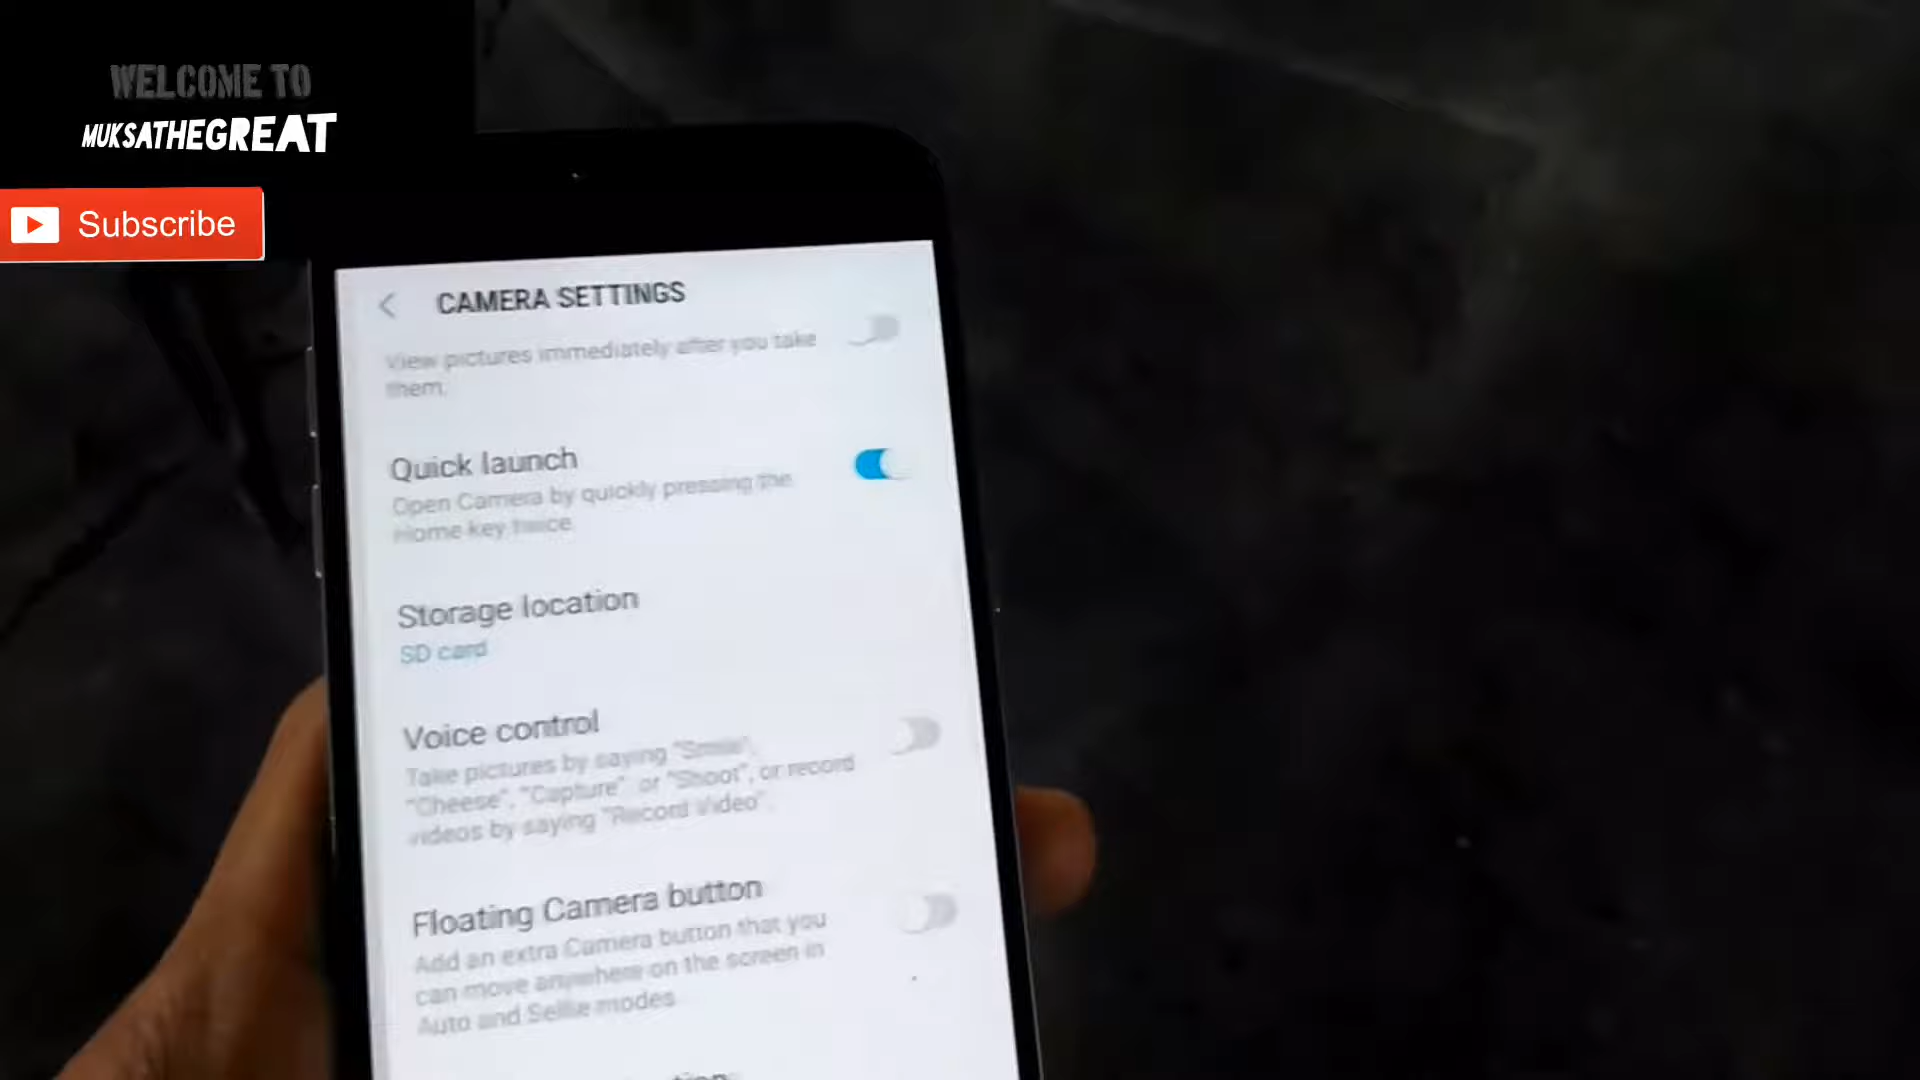 WELCOME TO
MUKSATHEGREAT
Subscribe
CAMERA SETTINGS
View pictures immediately after you take
them.
Quick launch
Open Camera by quickly pressing the
Home key twice
Storage location
SD card
Voice control
Take pictures by saying "Smile",
"Cheese", "Capture" or "Shoot", or record
videos by saying "Record Video".
Floating Camera button
Add an extra Camera button that you
can move anywhere on the screen in
Auto and Selfie modes